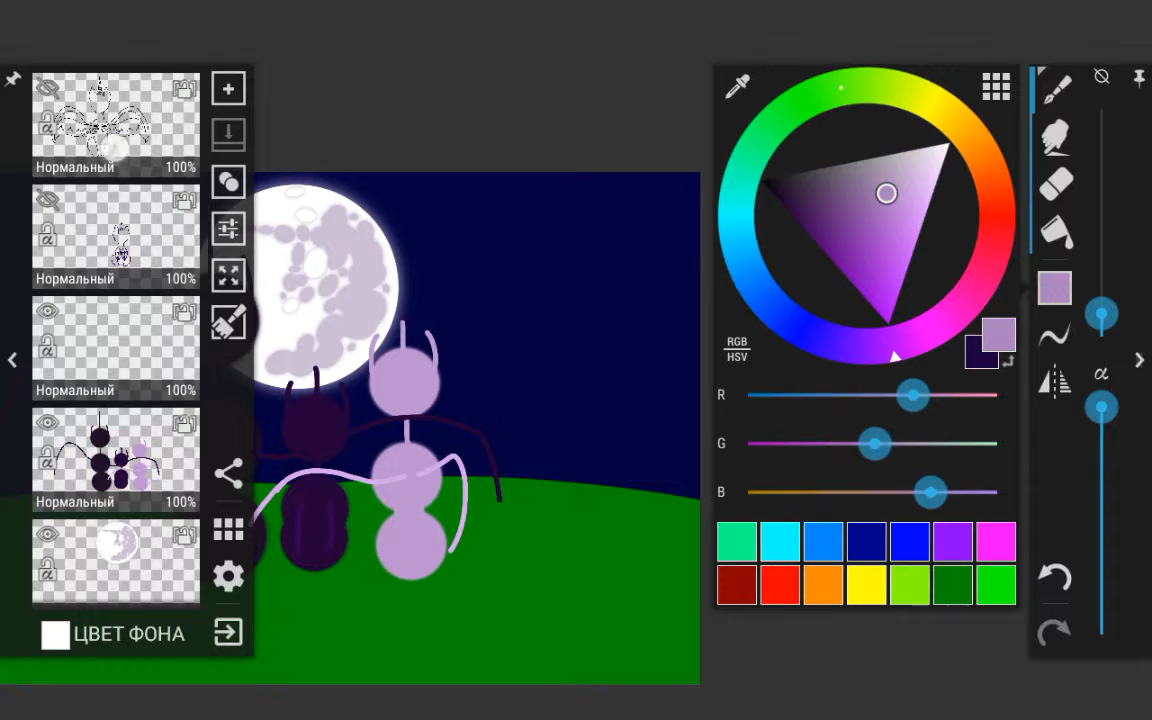 Нормальный 100%
Нормальный 100%
Нормальный 100%
Нормальный 100%
ЦВЕТ ФОНА
RGB
HSV
R
G
B
α